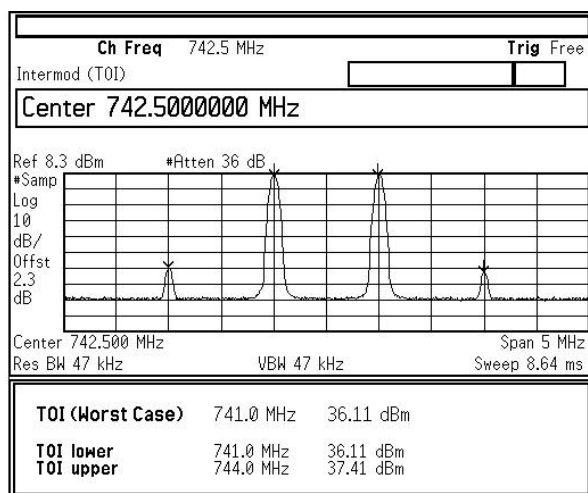 Ch Freq 742.5 MHz Trig Free
Intermod (TOI)
Center 742.5000000 MHz
Ref 8.3 dBm #Atten 36 dB
#Samp
Log
10
dB/
Offst
2.3
dB
Center 742.500 MHz Span 5 MHz
Res BW 47 kHz VBW 47 kHz Sweep 8.64 ms
TOI (Worst Case) 741.0 MHz 36.11 dBm
TOI lower 741.0 MHz 36.11 dBm
TOI upper 744.0 MHz 37.41 dBm